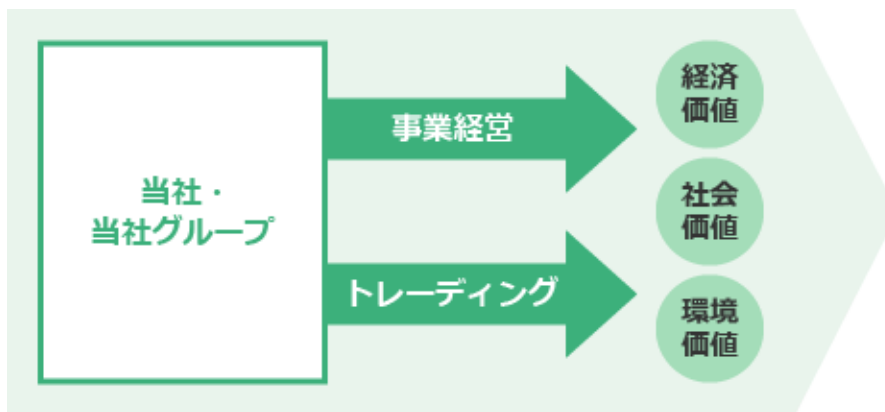 当社・
当社グループ
事業経営
トレーディング
経済
価値
社会
価値
環境
価値